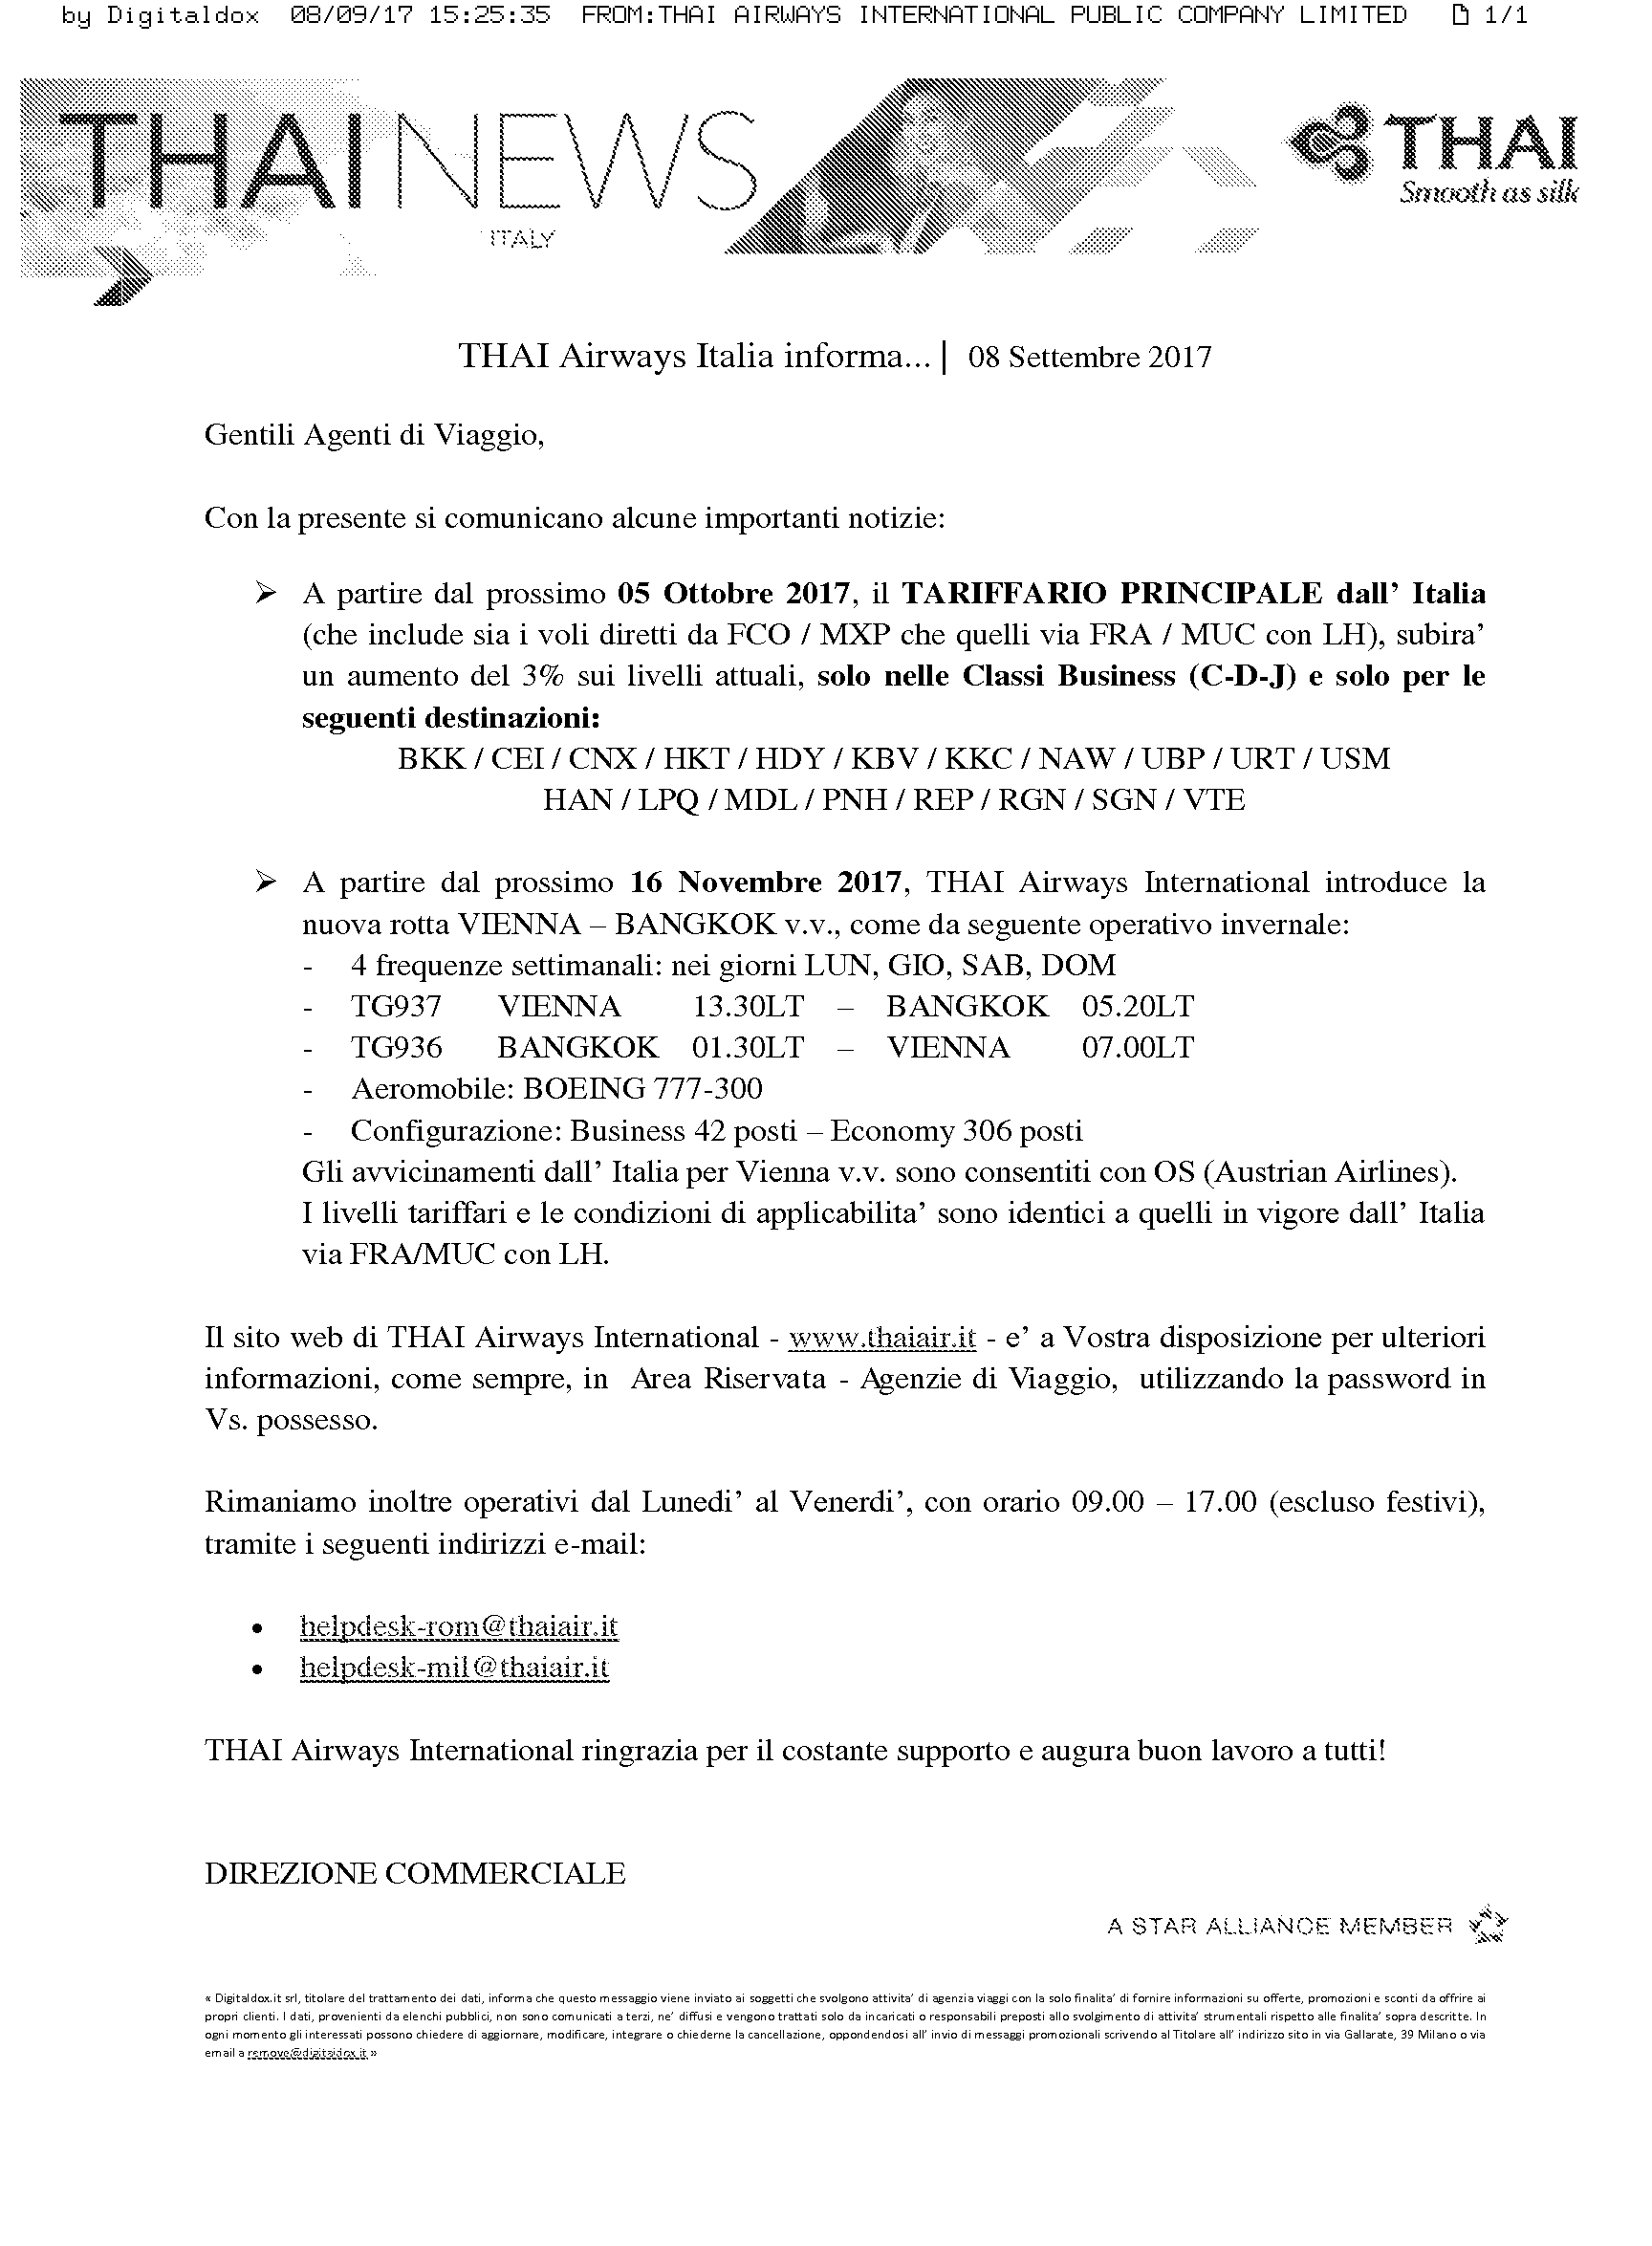 by Digitaldox 08/09/17 15:25:35 FROM:THAI AIRWAYS INTERNATIONAL PUBLIC COMPANY LIMITED 1/1
THAI NEWS
ITALY
THAI
Smooth as silk
THAI Airways Italia informa... | 08 Settembre 2017
Gentili Agenti di Viaggio,
Con la presente si comunicano alcune importanti notizie:
➢ A partire dal prossimo 05 Ottobre 2017, il TARIFFARIO PRINCIPALE dall’ Italia
(che include sia i voli diretti da FCO / MXP che quelli via FRA / MUC con LH), subira’
un aumento del 3% sui livelli attuali, solo nelle Classi Business (C-D-J) e solo per le
seguenti destinazioni:
BKK / CEI / CNX / HKT / HDY / KBV / KKC / NAW / UBP / URT / USM
HAN / LPQ / MDL / PNH / REP / RGN / SGN / VTE
➢ A partire dal prossimo 16 Novembre 2017, THAI Airways International introduce la
nuova rotta VIENNA – BANGKOK v.v., come da seguente operativo invernale:
- 4 frequenze settimanali: nei giorni LUN, GIO, SAB, DOM
- TG937 VIENNA 13.30LT – BANGKOK 05.20LT
- TG936 BANGKOK 01.30LT – VIENNA 07.00LT
- Aeromobile: BOEING 777-300
- Configurazione: Business 42 posti – Economy 306 posti
Gli avvicinamenti dall’ Italia per Vienna v.v. sono consentiti con OS (Austrian Airlines).
I livelli tariffari e le condizioni di applicabilita’ sono identici a quelli in vigore dall’ Italia
via FRA/MUC con LH.
Il sito web di THAI Airways International - www.thaiair.it - e’ a Vostra disposizione per ulteriori
informazioni, come sempre, in Area Riservata - Agenzie di Viaggio, utilizzando la password in
Vs. possesso.
Rimaniamo inoltre operativi dal Lunedi’ al Venerdi’, con orario 09.00 – 17.00 (escluso festivi),
tramite i seguenti indirizzi e-mail:
• helpdesk-rom@thaiair.it
• helpdesk-mil@thaiair.it
THAI Airways International ringrazia per il costante supporto e augura buon lavoro a tutti!
DIREZIONE COMMERCIALE
A STAR ALLIANCE MEMBER
« Digitaldox.it srl, titolare del trattamento dei dati, informa che questo messaggio viene inviato ai soggetti che svolgono attivita’ di agenzia viaggi con la solo finalita’ di fornire informazioni su offerte, promozioni e sconti da offrire ai
propri clienti. I dati, provenienti da elenchi pubblici, non sono comunicati a terzi, ne’ diffusi e vengono trattati solo da incaricati o responsabili preposti allo svolgimento di attivita’ strumentali rispetto alle finalita’ sopra descritte. In
ogni momento gli interessati possono chiedere di aggiornare, modificare, integrare o chiederne la cancellazione, oppondendosi all’ invio di messaggi promozionali scrivendo al Titolare all’ indirizzo sito in via Gallarate, 39 Milano o via
email a remove@digitaldox.it »